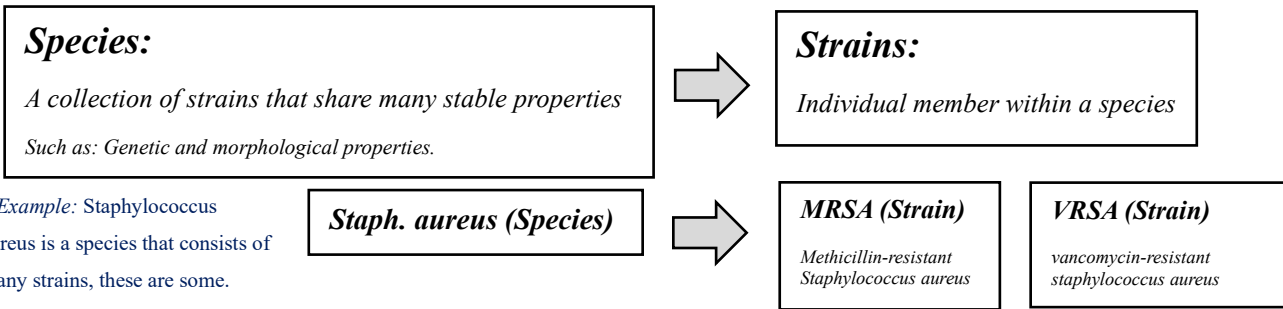 Species:
A collection of strains that share many stable properties
Such as: Genetic and morphological properties.
Strains:
Individual member within a species
Example: Staphylococcus
reus is a species that consists of
any strains, these are some.
Staph. aureus (Species)
MRSA (Strain)
Methicillin-resistant
Staphylococcus aureus
VRSA (Strain)
vancomycin-resistant
staphylococcus aureus